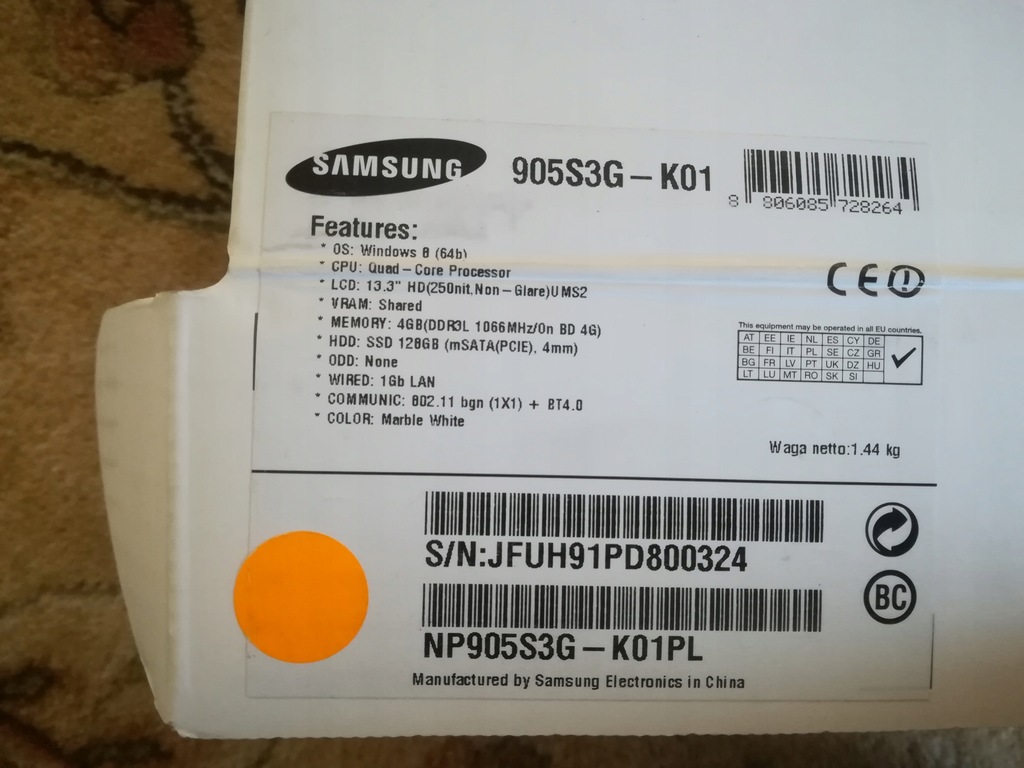 SAMSUNG 905S3G-K01
8 806085 728264
Features:
* OS: Windows 8 (64b)
* CPU: Quad-Core Processor
* LCD: 13.3" HD(250nit,Non-Glare)UMS2
* VRAM: Shared
* MEMORY: 4GB(DDR3L 1066MHz/On BD 4G)
* HDD: SSD 128GB (mSATA(PCIE), 4mm)
* ODD: None
* WIRED: 1Gb LAN
* COMMUNIC: 802.11 bgn (1X1) + BT4.0
* COLOR: Marble White
CE
This equipment may be operated in all EU countries.
AT EE IE NL ES CY DE
BE FI IT PL SE CZ GR
BG FR LV PT UK DZ HU
LT LU MT RO SK SI
Waga netto:1.44 kg
S/N:JFUH91PD800324
BC
NP905S3G-K01PL
Manufactured by Samsung Electronics in China